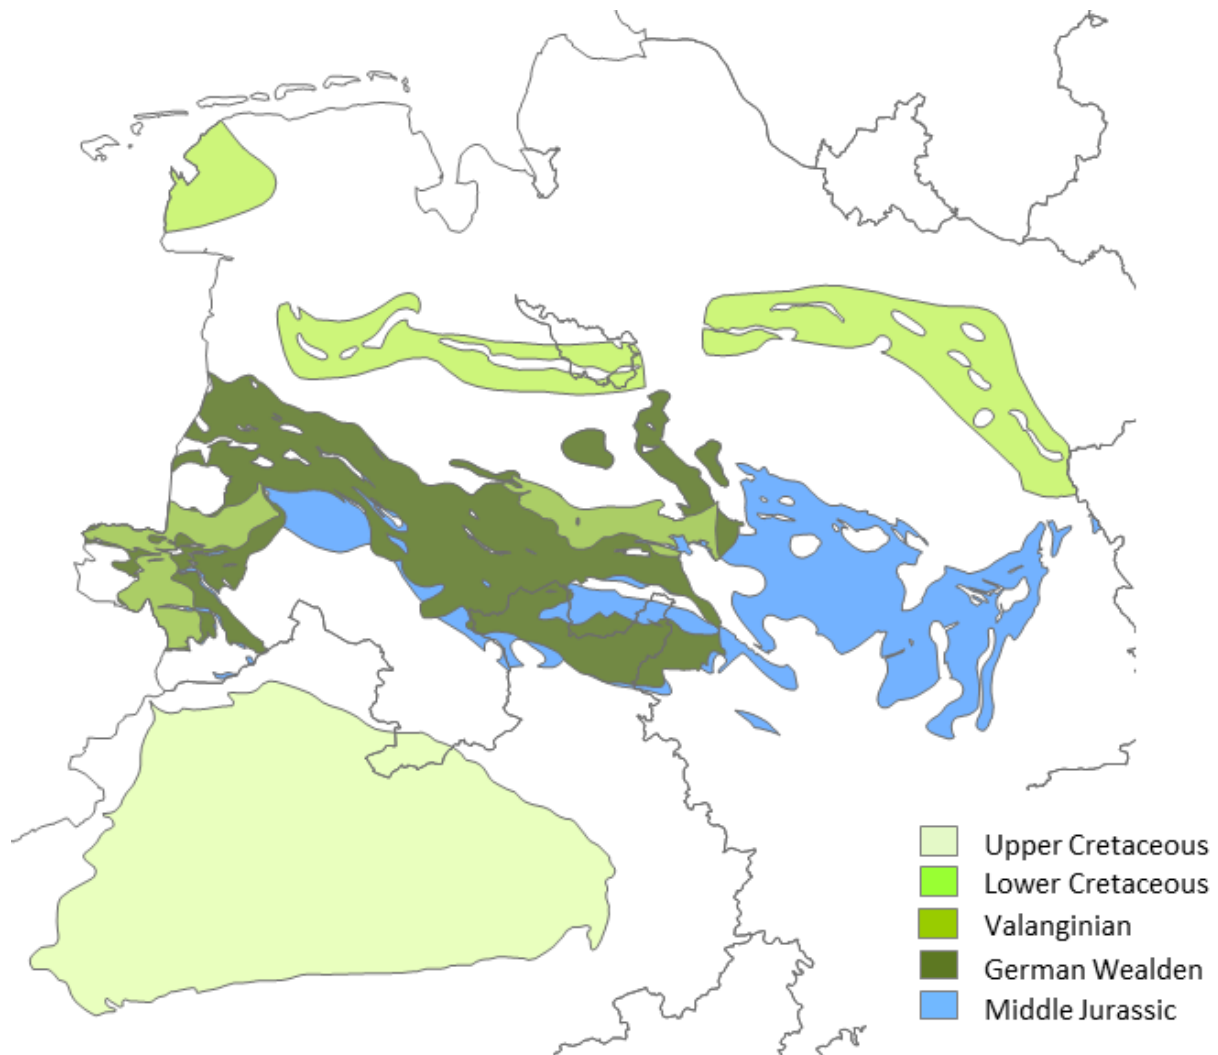 Upper Cretaceous
Lower Cretaceous
Valanginian
German Wealden
Middle Jurassic